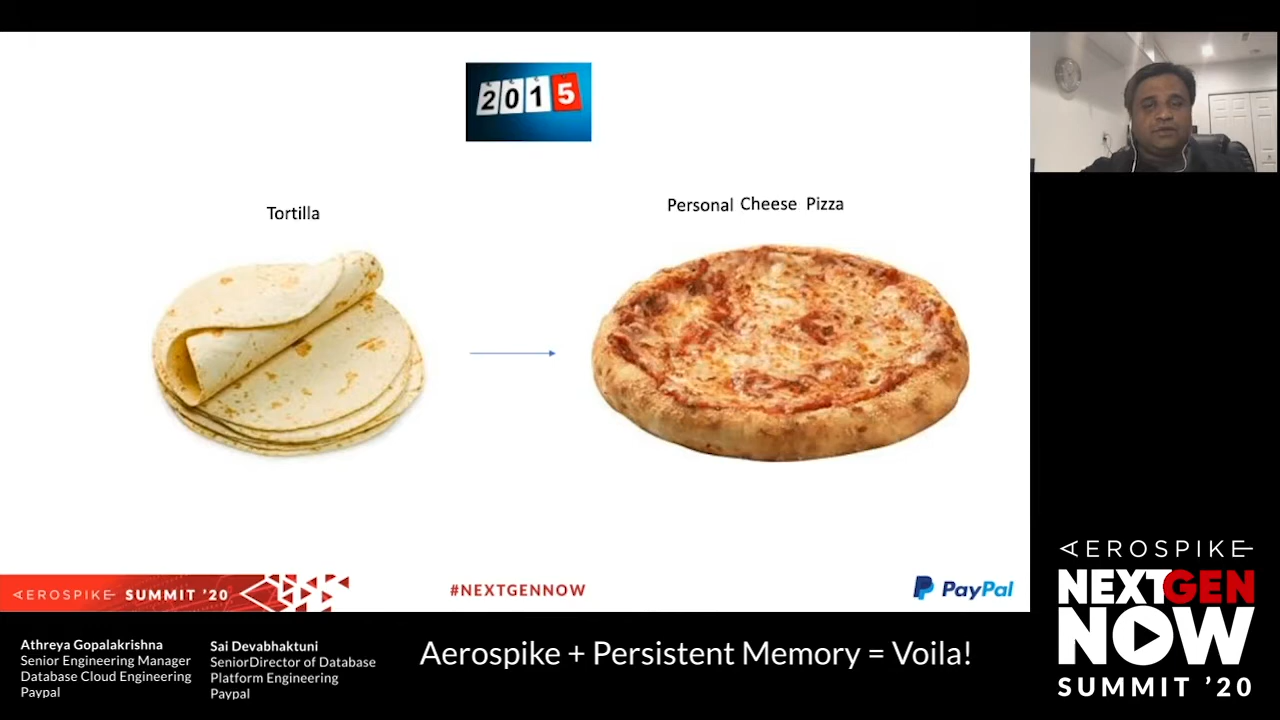 2015
Tortilla
Personal Cheese Pizza
AEROSPIKE SUMMIT '20
#NEXTGENNOW
PayPal
Athreya Gopalakrishna
Senior Engineering Manager
Database Cloud Engineering
Paypal
Sai Devabhaktuni
SeniorDirector of Database
Platform Engineering
Paypal
Aerospike + Persistent Memory = Voila!
AEROSPIKE
NEXTGEN
NOW
SUMMIT '20